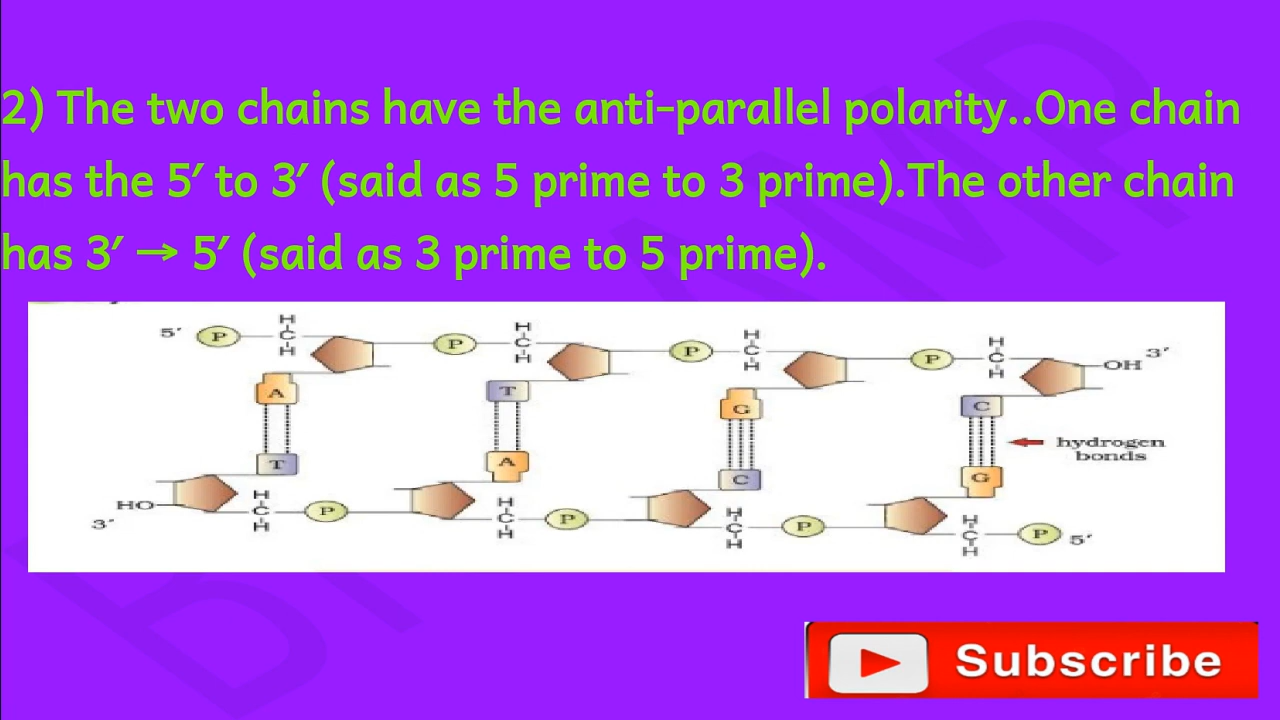 2) The two chains have the anti-parallel polarity..One chain
has the 5′ to 3′ (said as 5 prime to 3 prime).The other chain
has 3′ → 5′ (said as 3 prime to 5 prime).
5′ P H C H P H C H P H C H P H C H OH 3′
A T G C
hydrogen
bonds
T A C G
3′ HO H C H P H C H P H C H P H C H P 5′
Subscribe